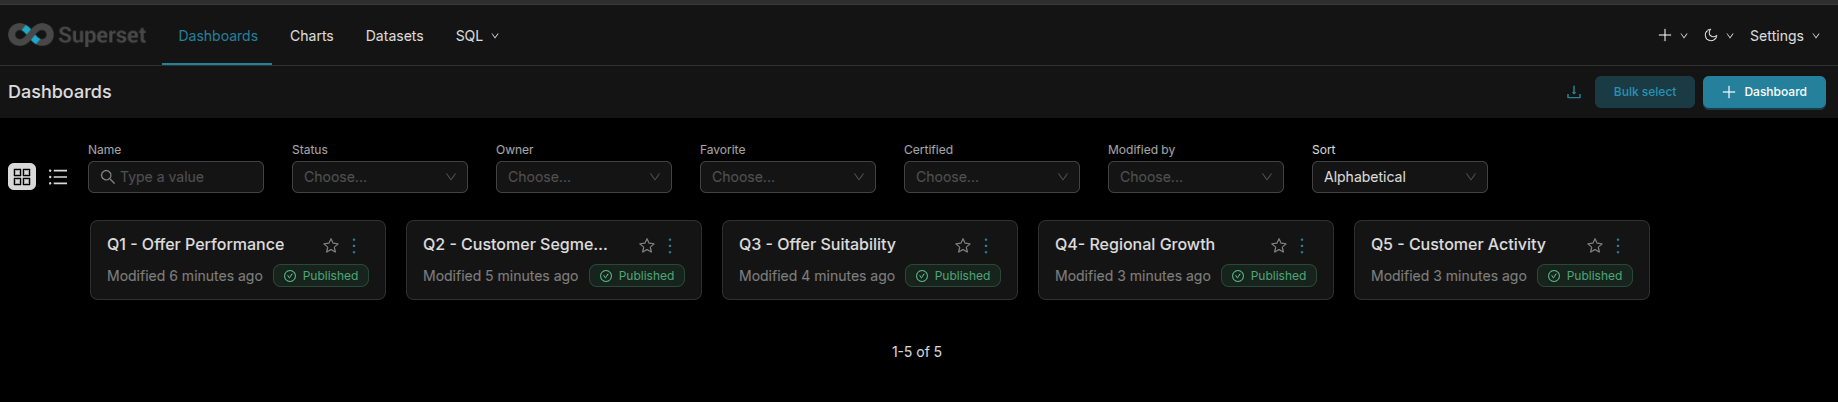 Superset Dashboards Charts Datasets SQL Settings
Dashboards Bulk select Dashboard
Name Status Owner Favorite Certified Modified by Sort
Type a value Choose... Choose... Choose... Choose... Choose... Alphabetical
Q1 - Offer Performance
Modified 6 minutes ago Published
Q2 - Customer Segme...
Modified 5 minutes ago Published
Q3 - Offer Suitability
Modified 4 minutes ago Published
Q4- Regional Growth
Modified 3 minutes ago Published
Q5 - Customer Activity
Modified 3 minutes ago Published
1-5 of 5